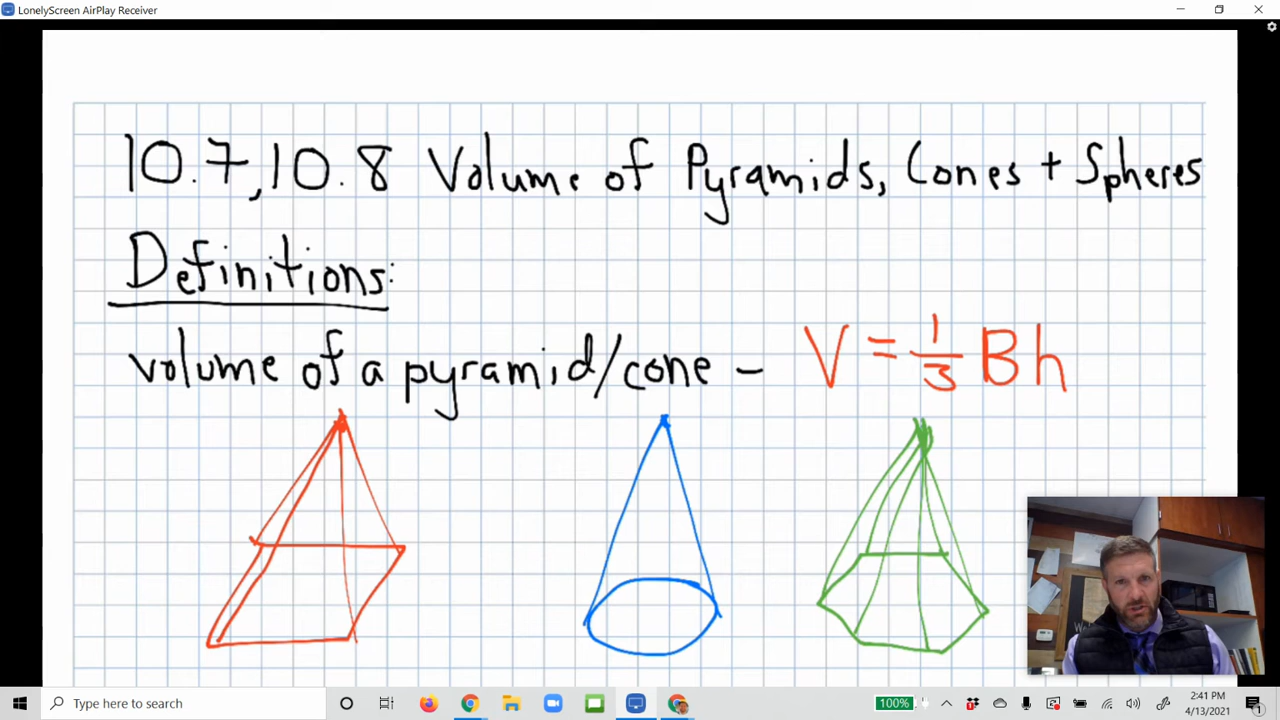 LonelyScreen AirPlay Receiver
10.7, 10.8 Volume of Pyramids, Cones + Spheres
Definitions:
volume of a pyramid/cone - V = 1/3 Bh
Type here to search
100%
2:41 PM
4/13/2021
1